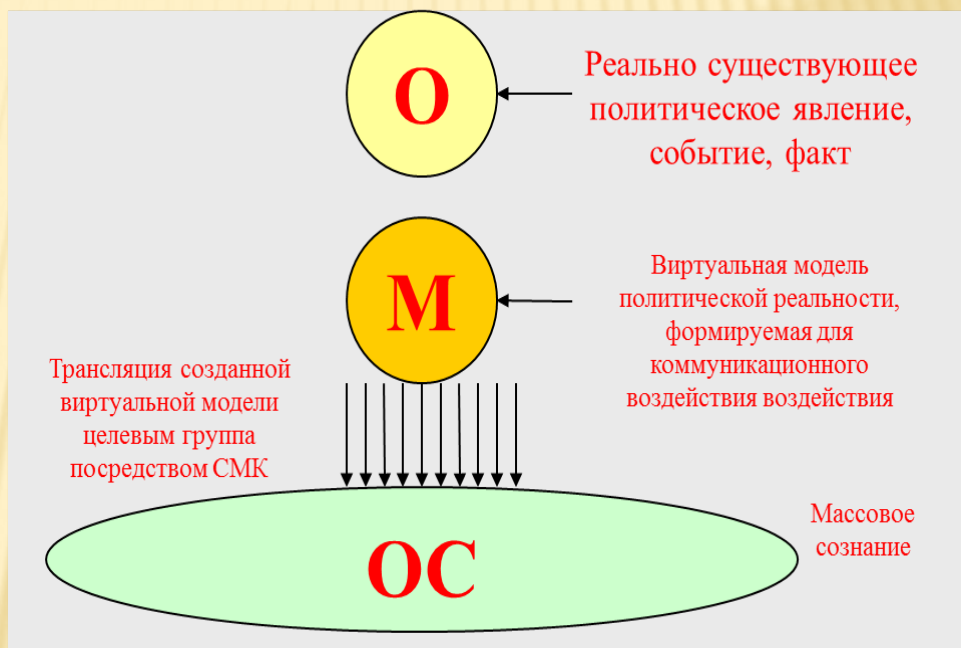 О
Реально существующее
политическое явление,
событие, факт
М
Виртуальная модель
политической реальности,
формируемая для
коммуникационного
воздействия воздействия
Трансляция созданной
виртуальной модели
целевым группа
посредством СМК
ОС
Массовое
сознание